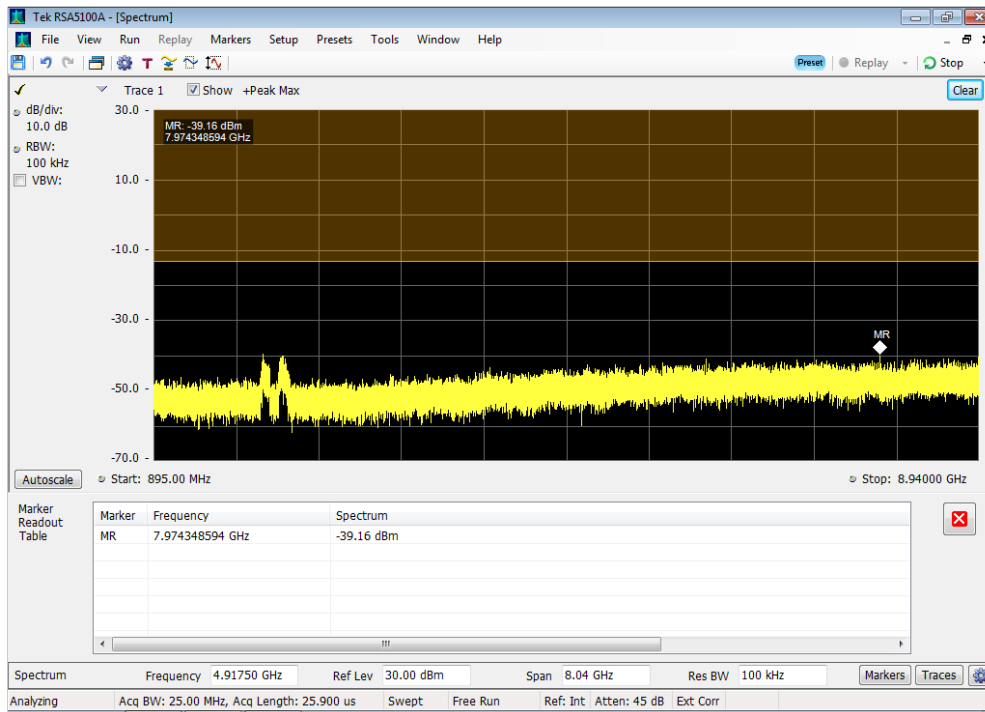 Tek RSA5100A - [Spectrum]
File View Run Replay Markers Setup Presets Tools Window Help
T Preset Replay Stop
Trace 1 Show +Peak Max Clear
dB/div:
10.0 dB
RBW:
100 kHz
VBW:
30.0
MR: -39.16 dBm
7.974348594 GHz
10.0
-10.0
-30.0
MR
-50.0
-70.0
Autoscale Start: 895.00 MHz Stop: 8.94000 GHz
Marker
Readout
Table
Marker Frequency Spectrum
MR 7.974348594 GHz -39.16 dBm
Spectrum Frequency 4.91750 GHz Ref Lev 30.00 dBm Span 8.04 GHz Res BW 100 kHz Markers Traces
Analyzing Acq BW: 25.00 MHz, Acq Length: 25.900 us Swept Free Run Ref: Int Atten: 45 dB Ext Corr